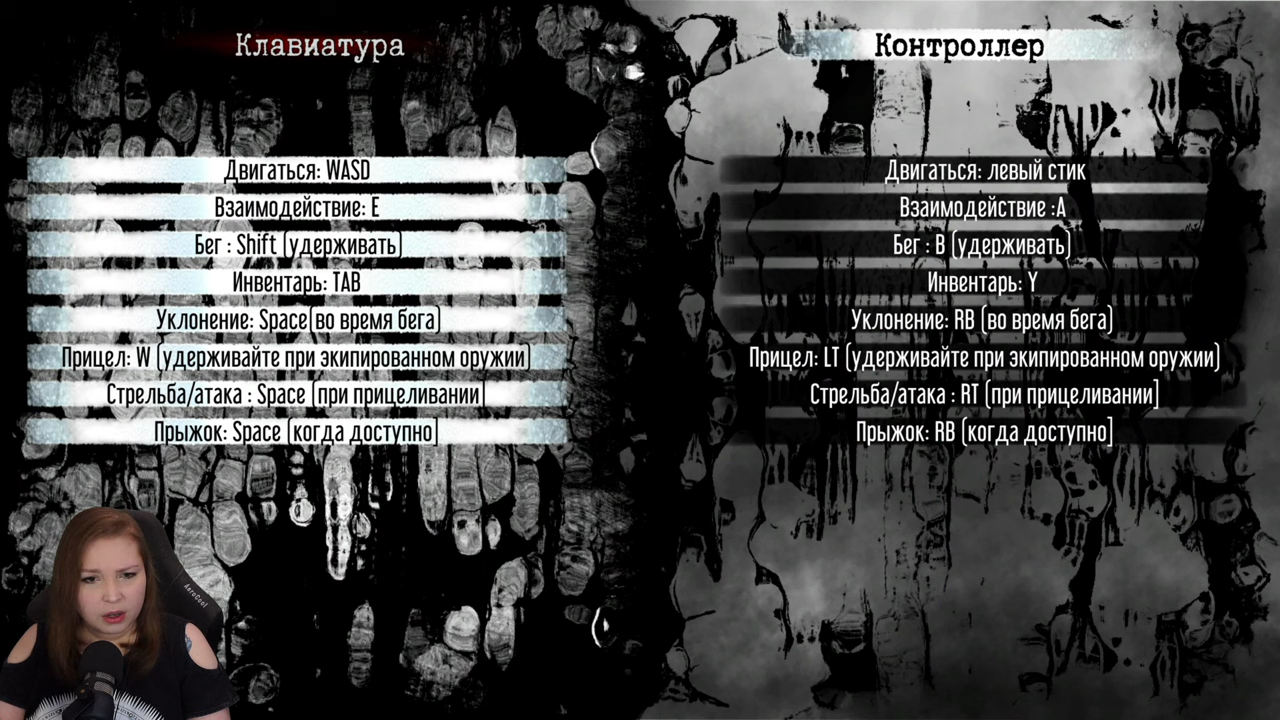 Клавиатура
Двигаться: WASD
Взаимодействие: E
Бег : Shift (удерживать)
Инвентарь: TAB
Уклонение: Space(во время бега)
Прицел: W (удерживайте при экипированном оружии)
Стрельба/атака : Space (при прицеливании]
Прыжок: Space (когда доступно]
Контроллер
Двигаться: левый стик
Взаимодействие :A
Бег : B (удерживать)
Инвентарь: Y
Уклонение: RB (во время бега)
Прицел: LT (удерживайте при экипированном оружии)
Стрельба/атака : RT (при прицеливании]
Прыжок: RB (когда доступно]
AeroCool